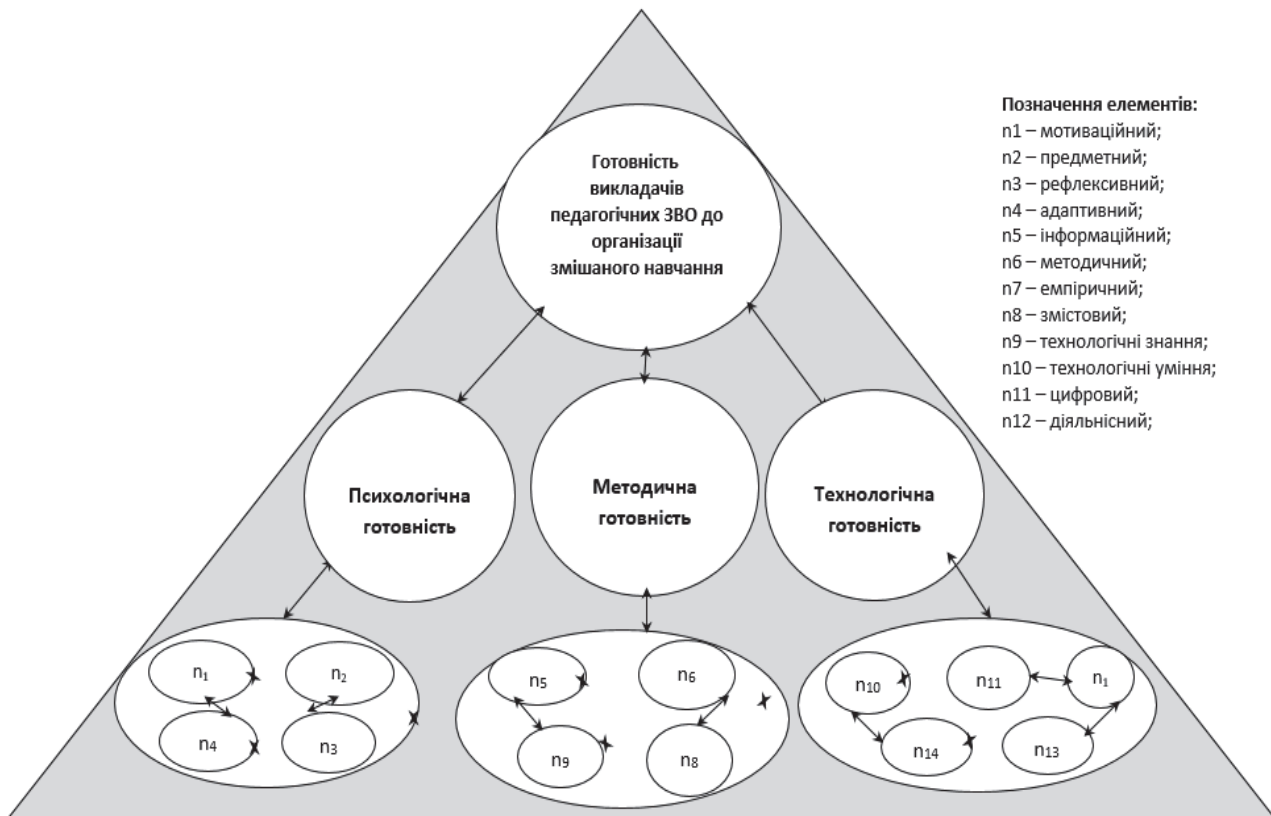 Готовність
викладачів
педагогічних ЗВО до
організації
змішаного навчання
Позначення елементів:
n1 – мотиваційний;
n2 – предметний;
n3 – рефлексивний;
n4 – адаптивний;
n5 – інформаційний;
n6 – методичний;
n7 – емпіричний;
n8 – змістовий;
n9 – технологічні знання;
n10 – технологічні уміння;
n11 – цифровий;
n12 – діяльнісний;
Психологічна
готовність
Методична
готовність
Технологічна
готовність
n1
n2
n4
n3
n5
n6
n9
n8
n10
n11
n1
n14
n13